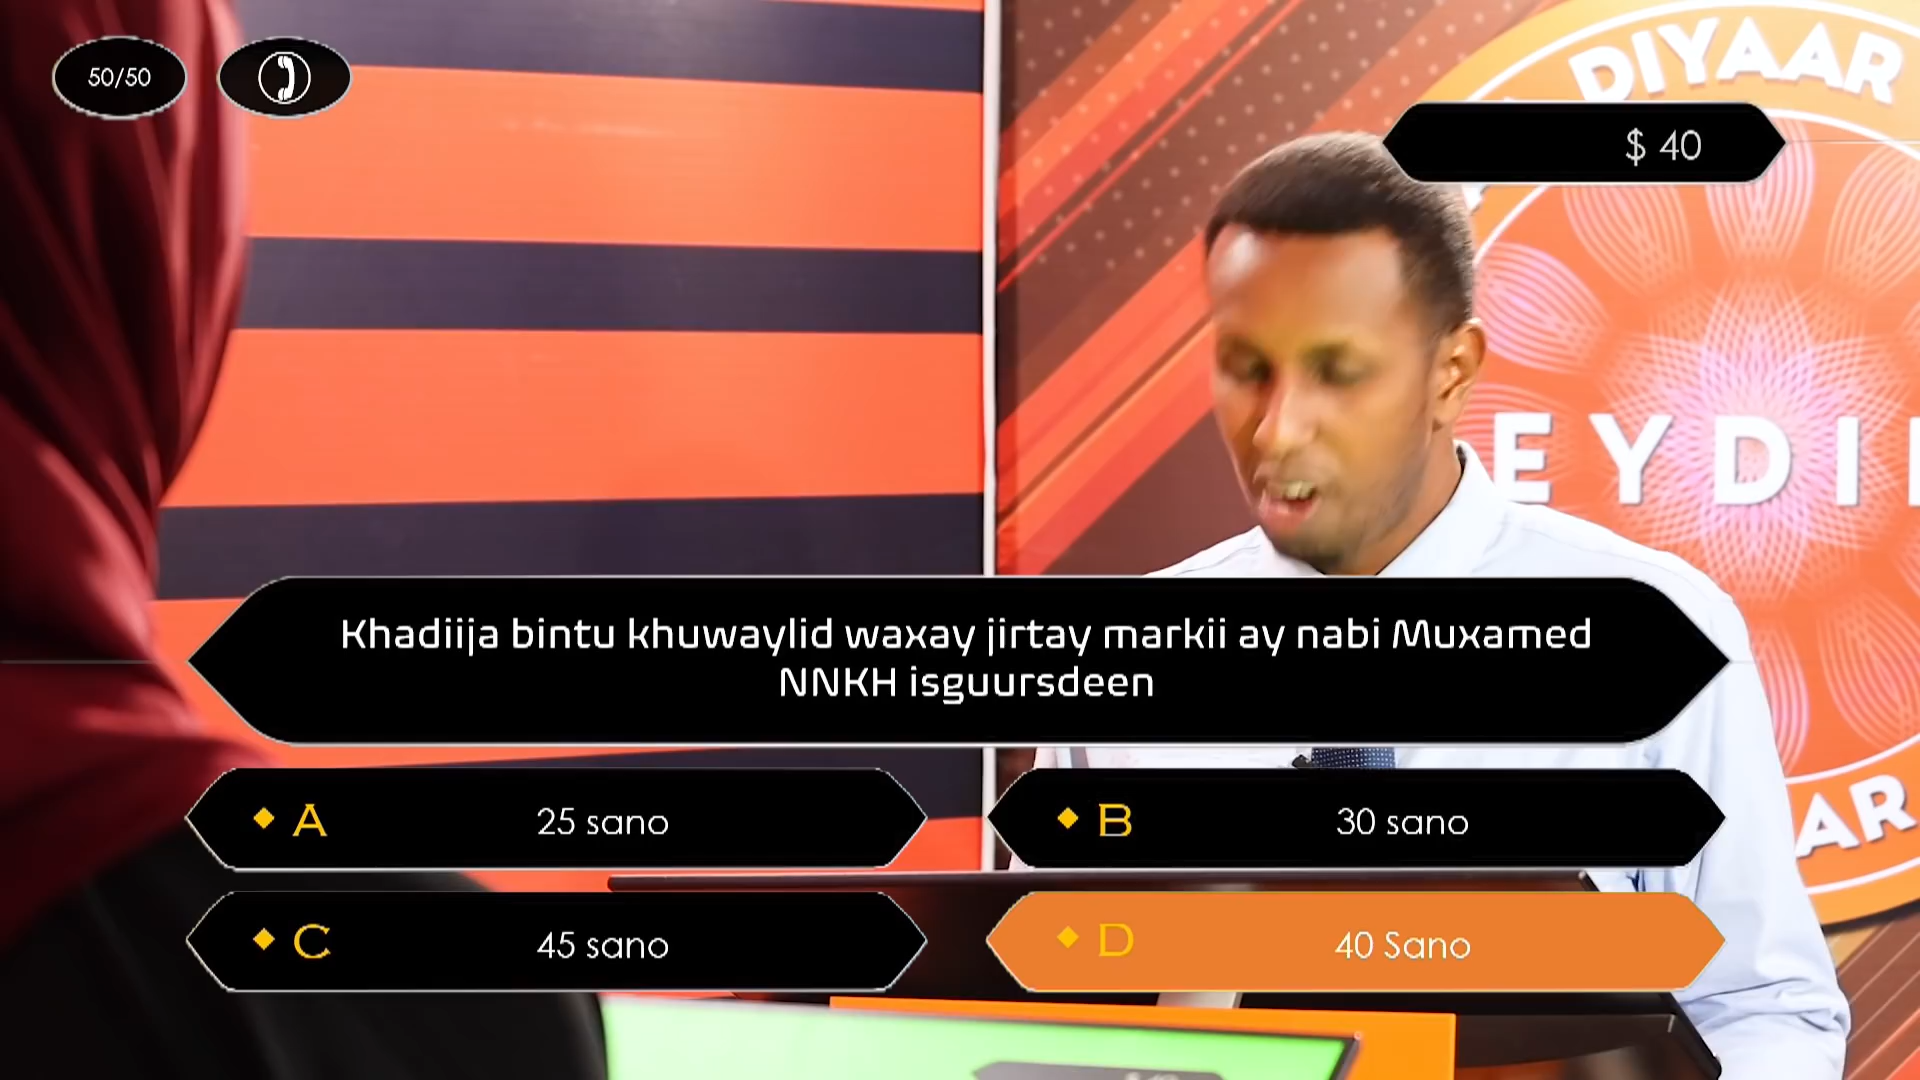 50/50
DIYAAR
$ 40
EYDI
Khadiija bintu khuwaylid waxay jirtay markii ay nabi Muxamed
NNKH isguursdeen
A 25 sano
B 30 sano
C 45 sano
D 40 Sano
AR